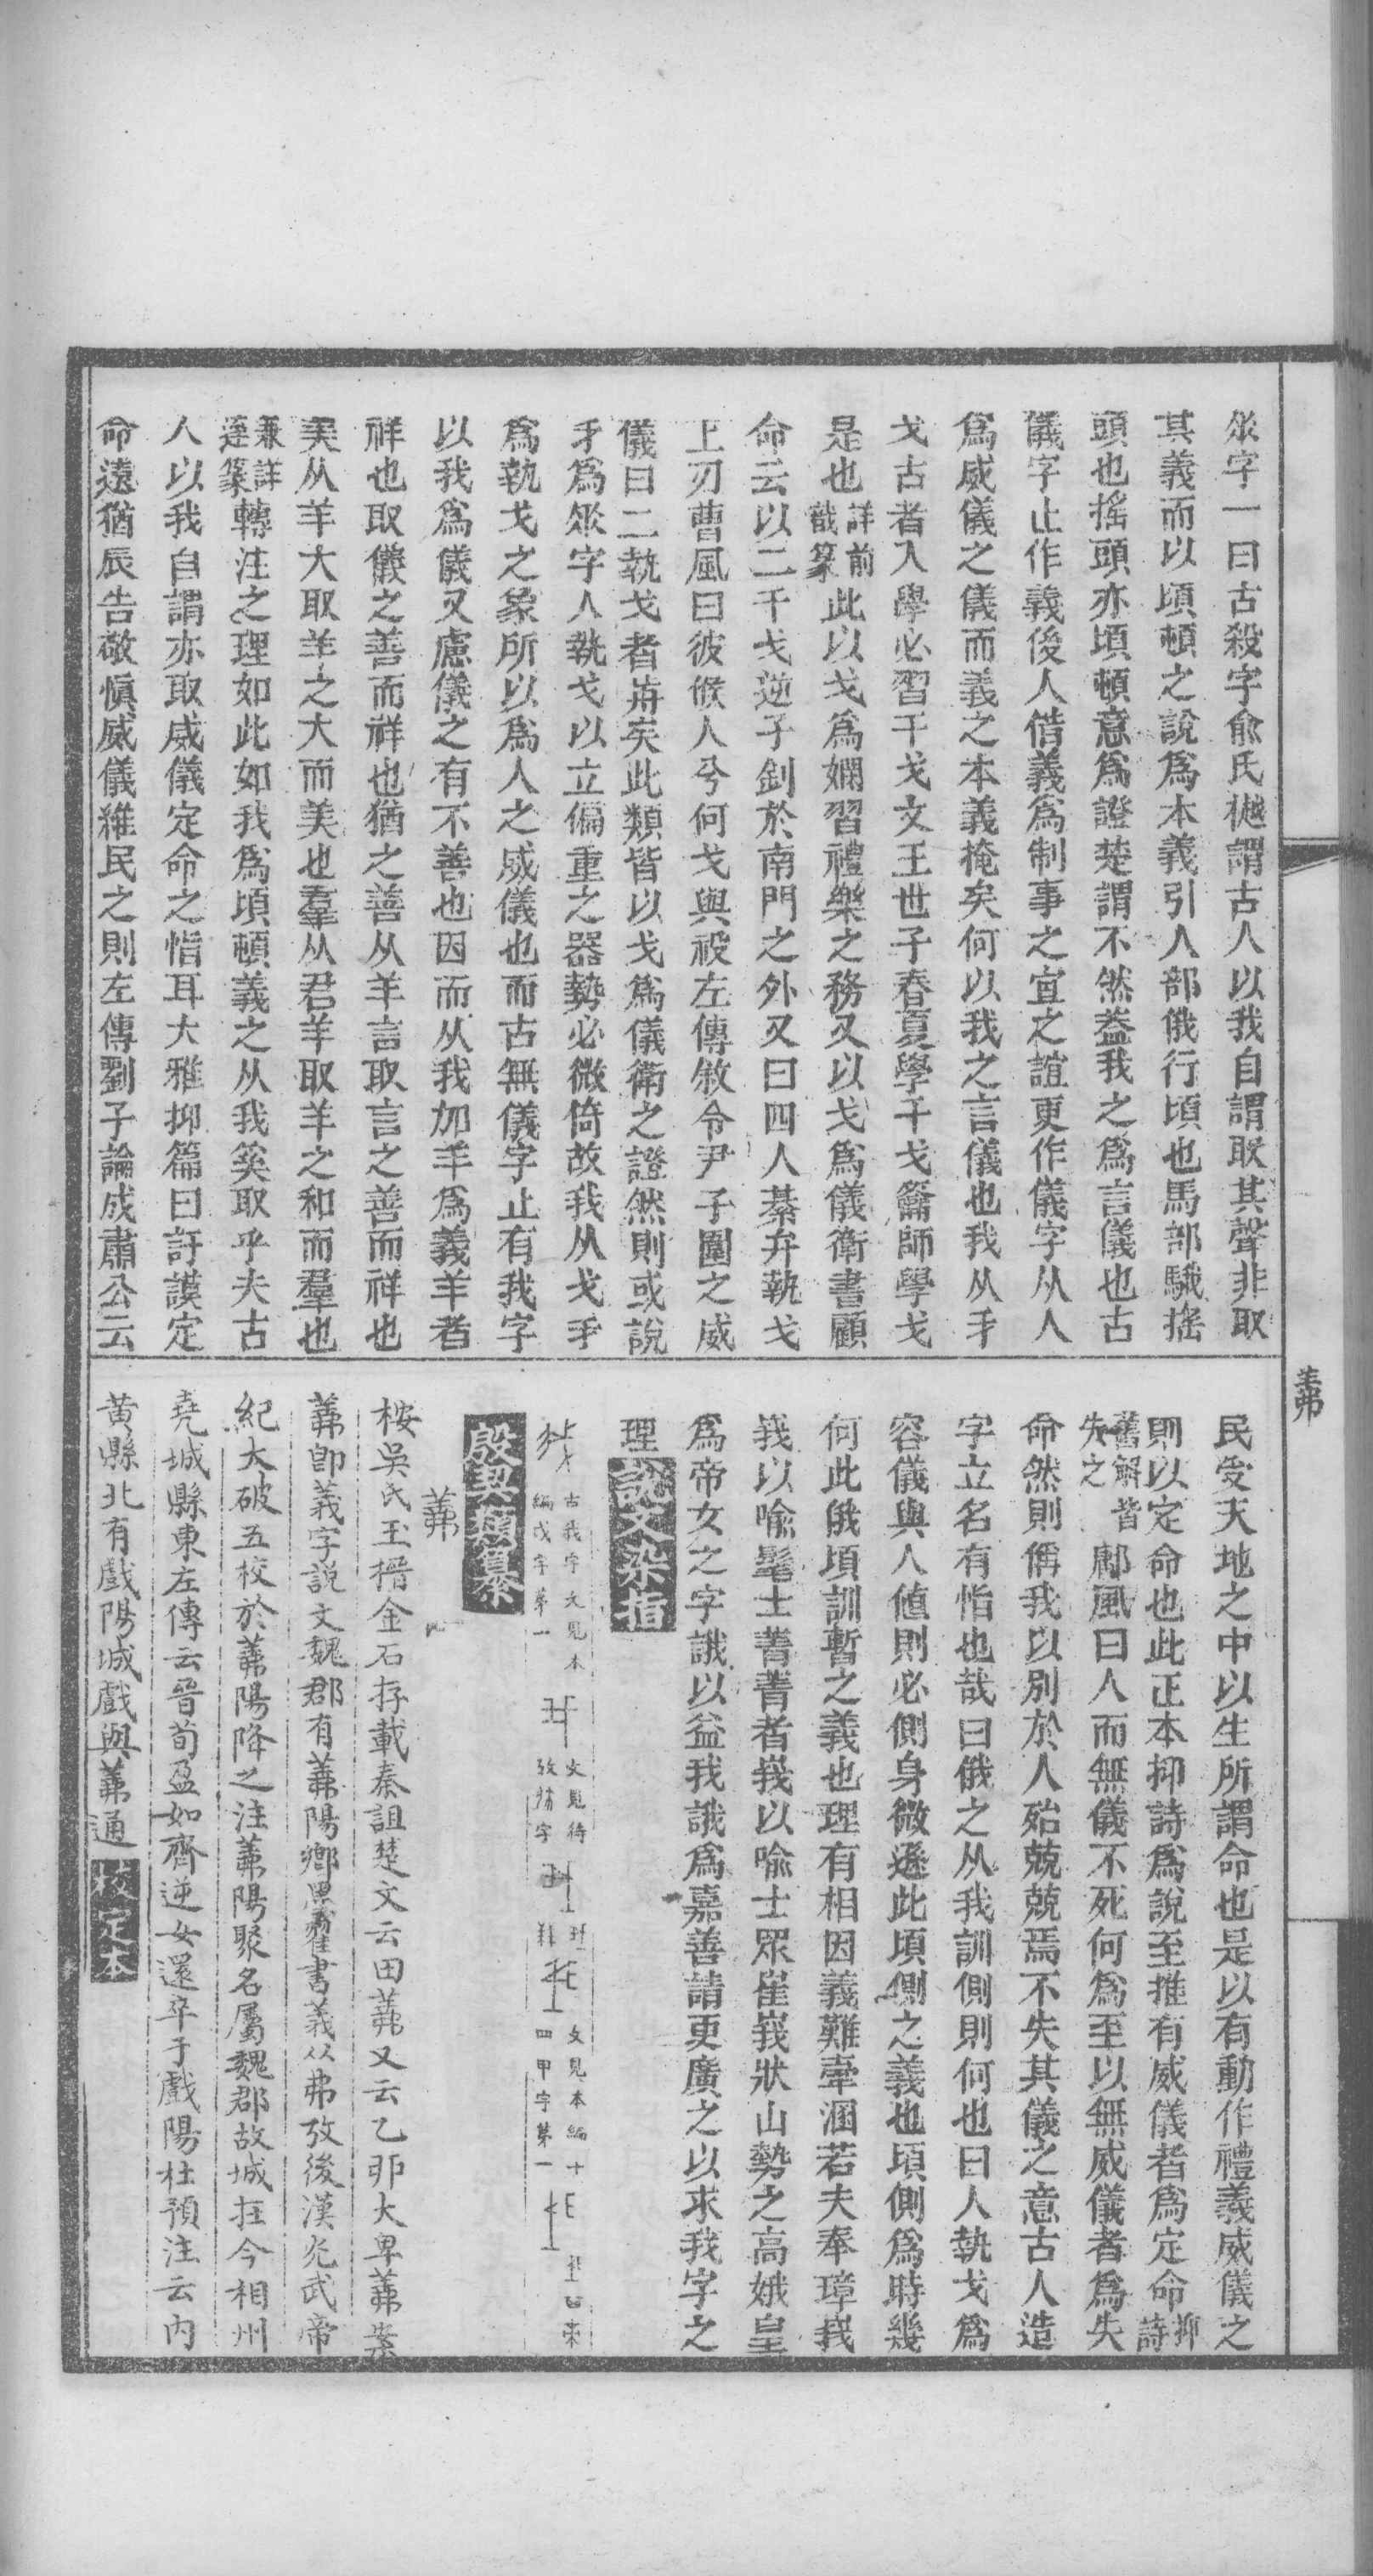 𠨍字一曰古殺字俞氏樾謂古人以我自謂取其聲非取
其義而以頃頓之說爲本義引人部俄行頃也馬部騀搖
頭也搖頭亦頃頓意爲證楚謂不然葢我之爲言儀也古
儀字止作義後人借義爲制事之宜之誼更作儀字从人
爲威儀之儀而義之本義掩矣何以我之言儀也我从𠄒
戈古者入學必習干戈文王世子春夏學干戈籥師學戈
是也詳前戬篆此以戈爲嫻習禮樂之務又以戈爲儀衛書顧
命云以二干戈逆子釗於南門之外又曰四人綦弁執戈
上刃曹風曰彼候人兮何戈與祋左傳敘令尹子圍之威
儀曰二執戈者歬矣此類皆以戈爲儀衛之證然則或說
𠄒爲𠨍字人執戈以立偏重之器勢必微倚故我从戈𠄒
爲執戈之象所以爲人之威儀也而古無儀字止有我字
以我爲儀又慮儀之有不善也因而从我加羊爲義羊者
祥也取儀之善而祥也猶之善从羊言取言之善而祥也
美从羊大取羊之大而美也羣从君羊取羊之和而羣也
兼詳逹篆轉注之理如此如我爲頃頓義之从我奚取乎夫古
人以我自謂亦取威儀定命之恉耳大雅抑篇曰訏謨定
命遠猶辰告敬愼威儀維民之則左傳劉子論成肅公云
民受天地之中以生所謂命也是以有動作禮義威儀之
則以定命也此正本抑詩爲說至推有威儀者爲定命抑詩
舊解皆失之鄘風曰人而無儀不死何爲至以無威儀者爲失
命然則偁我以別於人殆兢兢焉不失其儀之意古人造
字立名有恉也哉曰俄之从我訓側則何也曰人執戈爲
容儀與人値則必側身微遜此頃側之義也頃側爲時幾
何此俄頃訓暫之義也理有相因義難牽溷若夫奉璋峩
峩以喩髦士菁菁者莪以喩士眾崔峩狀山勢之高娥皇
爲帝女之字誐以益我誐爲嘉善請更廣之以求我字之
理說文杂指
古我字文見本編戊字第一 文見待攷 文見本編十四甲字第一
殷契類纂
羛
桉吳氏玉搢金石存載秦詛楚文云田羛又云乙卯大卑羛案
羛卽義字說文魏郡有羛陽鄉墨翟書義从弗攷後漢光武帝
紀大破五校於羛陽降之注羛陽聚名屬魏郡故城在今相州
堯城縣東左傳云晉荀盈如齊逆女還卒于戲陽杜預注云內
黄縣北有戲陽城戲與羛通校定本
羛